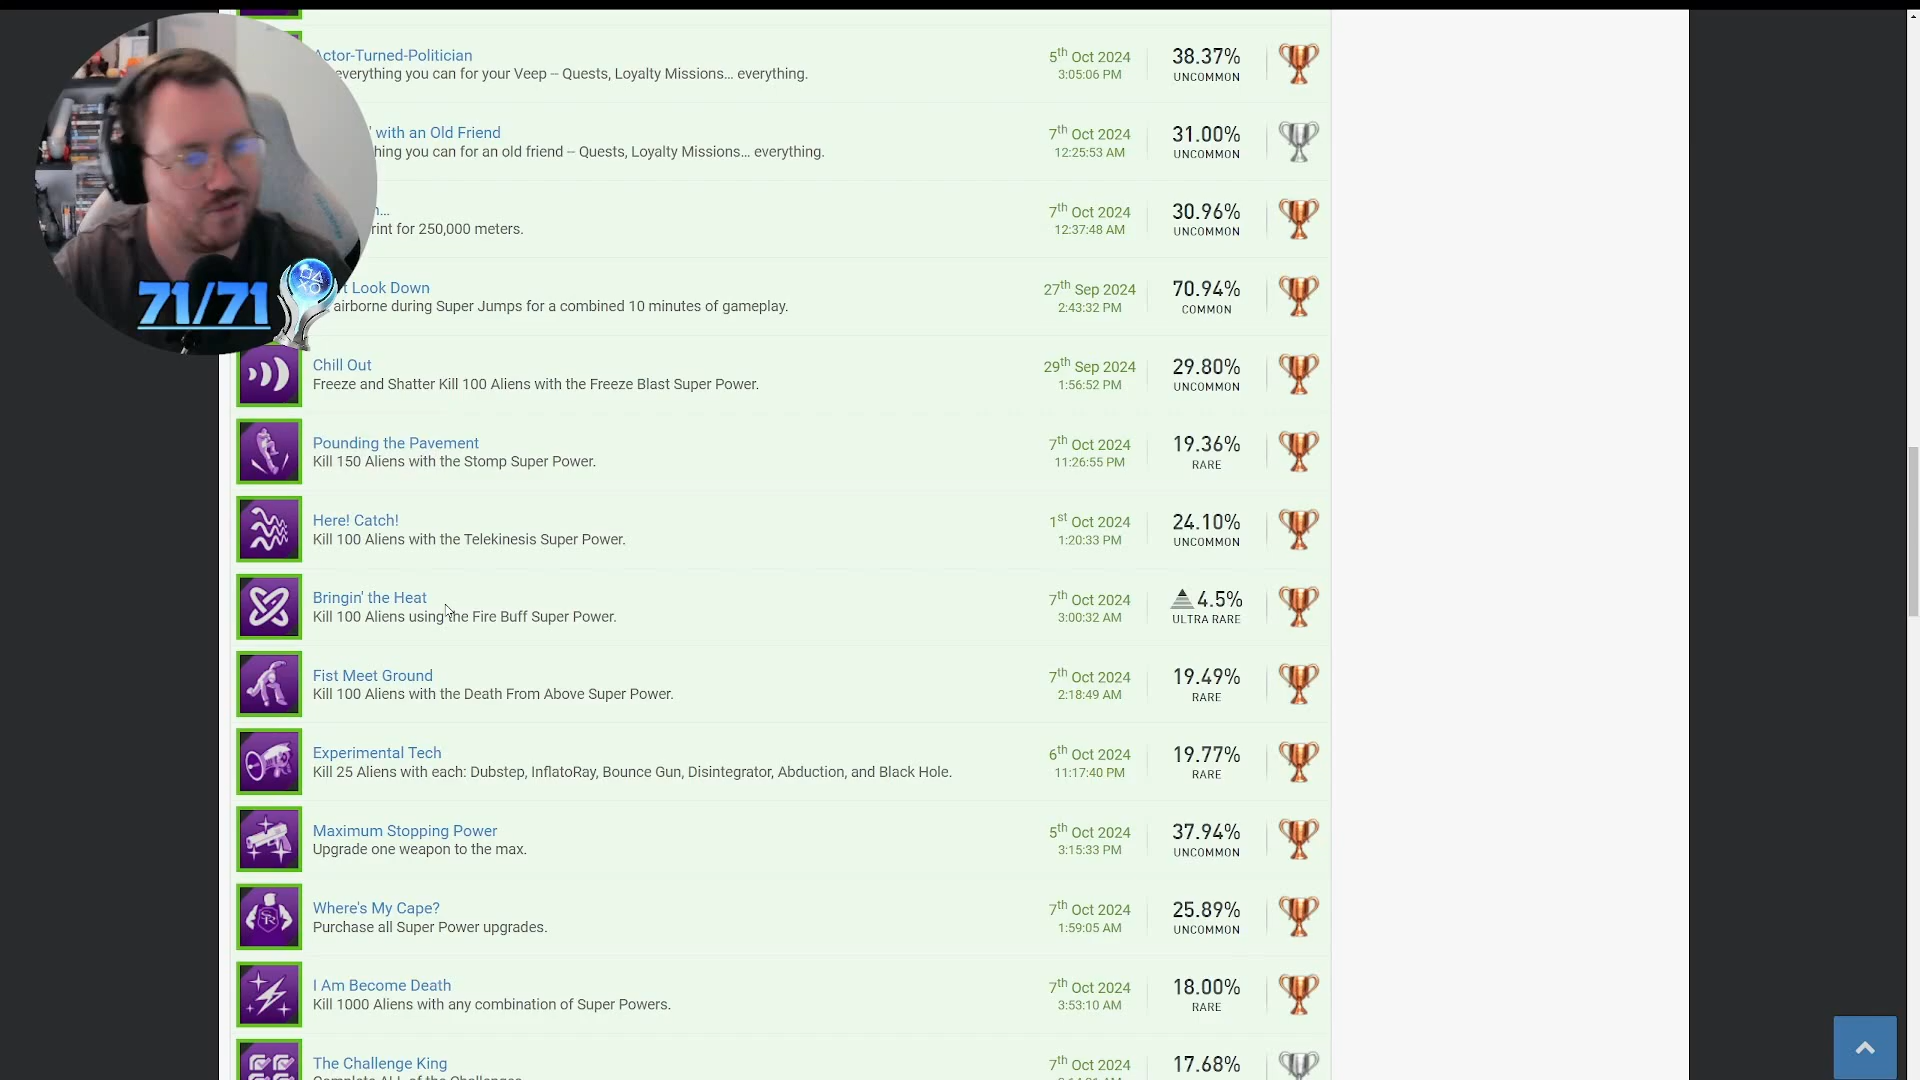 Actor-Turned-Politician
5th Oct 2024
38.37%
everything you can for your Veep -- Quests, Loyalty Missions... everything.
3:05:06 PM
UNCOMMON
with an Old Friend
7th Oct 2024
31.00%
hing you can for an old friend -- Quests, Loyalty Missions... everything.
12:25:53 AM
UNCOMMON
7th Oct 2024
30.96%
rint for 250,000 meters.
12:37:48 AM
UNCOMMON
71/71
t Look Down
27th Sep 2024
70.94%
airborne during Super Jumps for a combined 10 minutes of gameplay.
2:43:32 PM
COMMON
Chill Out
29th Sep 2024
29.80%
Freeze and Shatter Kill 100 Aliens with the Freeze Blast Super Power.
1:56:52 PM
UNCOMMON
Pounding the Pavement
7th Oct 2024
19.36%
Kill 150 Aliens with the Stomp Super Power.
11:26:55 PM
RARE
Here! Catch!
1st Oct 2024
24.10%
Kill 100 Aliens with the Telekinesis Super Power.
1:20:33 PM
UNCOMMON
Bringin' the Heat
7th Oct 2024
4.5%
Kill 100 Aliens using the Fire Buff Super Power.
3:00:32 AM
ULTRA RARE
Fist Meet Ground
7th Oct 2024
19.49%
Kill 100 Aliens with the Death From Above Super Power.
2:18:49 AM
RARE
Experimental Tech
6th Oct 2024
19.77%
Kill 25 Aliens with each: Dubstep, InflatoRay, Bounce Gun, Disintegrator, Abduction, and Black Hole.
11:17:40 PM
RARE
Maximum Stopping Power
5th Oct 2024
37.94%
Upgrade one weapon to the max.
3:15:33 PM
UNCOMMON
Where's My Cape?
7th Oct 2024
25.89%
Purchase all Super Power upgrades.
1:59:05 AM
UNCOMMON
I Am Become Death
7th Oct 2024
18.00%
Kill 1000 Aliens with any combination of Super Powers.
3:53:10 AM
RARE
The Challenge King
7th Oct 2024
17.68%